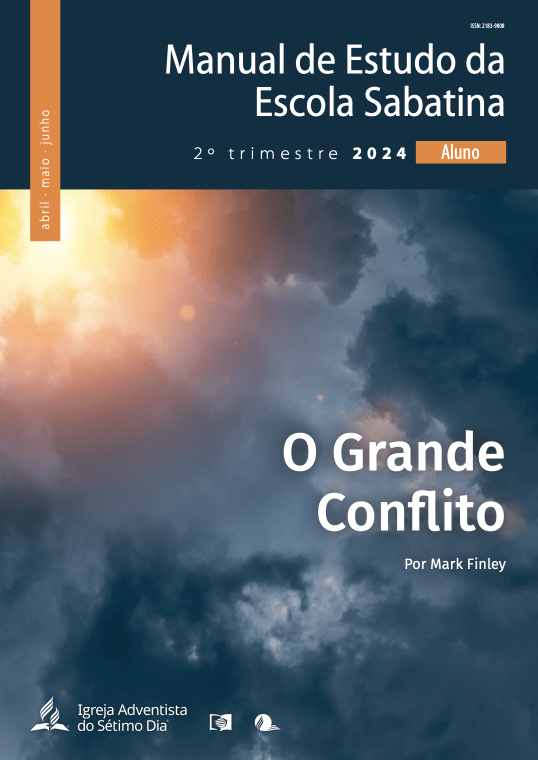 ISSN: 2183-9808
Manual de Estudo da
Escola Sabatina
2º trimestre 2024 Aluno
abril · maio · junho
O Grande
Conflito
Por Mark Finley
Igreja Adventista
do Sétimo Dia